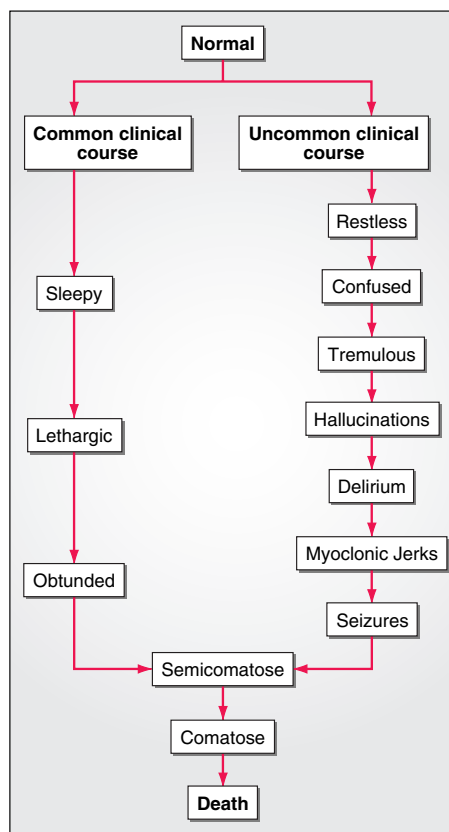 Normal
Common clinical
course
Sleepy
Lethargic
Obtunded
Uncommon clinical
course
Restless
Confused
Tremulous
Hallucinations
Delirium
Myoclonic Jerks
Seizures
Semicomatose
Comatose
Death